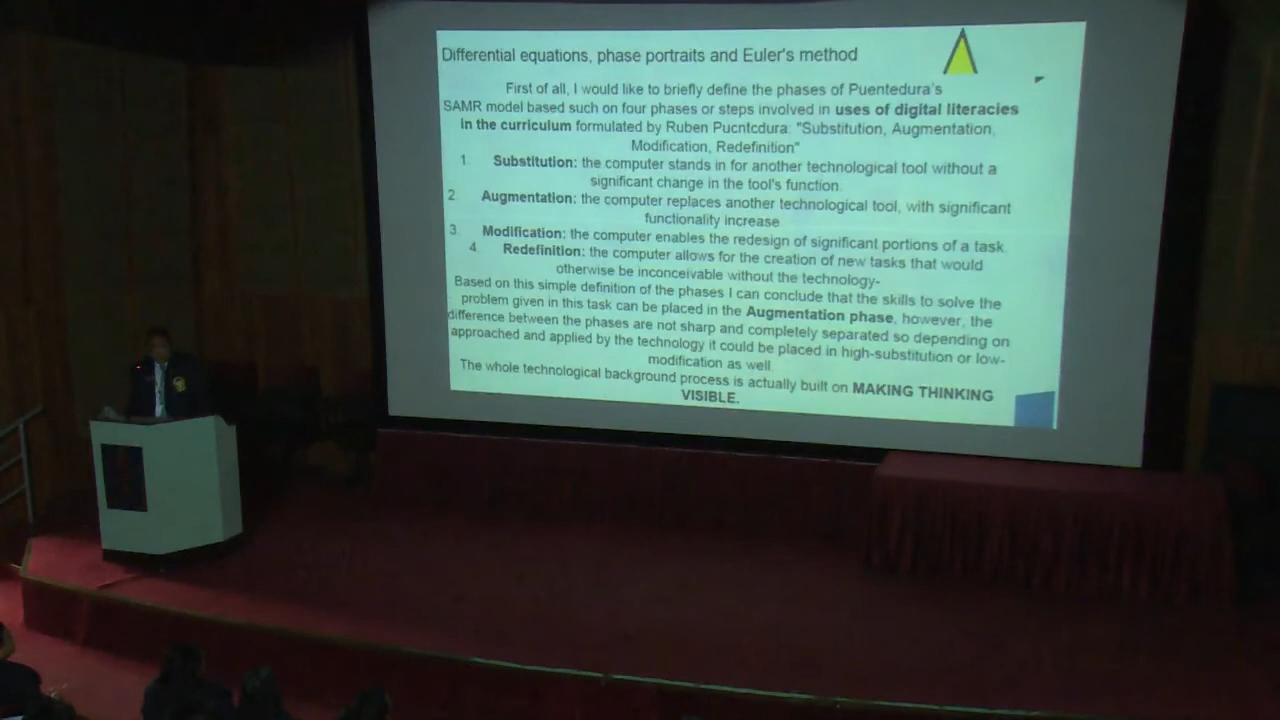 Differential equations, phase portraits and Euler's method
First of all, I would like to briefly define the phases of Puentedura's
SAMR model based such on four phases or steps involved in uses of digital literacies
In the curriculum formulated by Ruben Pucntcdura: "Substitution, Augmentation,
Modification, Redefinition"
1. Substitution: the computer stands in for another technological tool without a
significant change in the tool's function.
2. Augmentation: the computer replaces another technological tool, with significant
functionality increase
3. Modification: the computer enables the redesign of significant portions of a task.
4. Redefinition: the computer allows for the creation of new tasks that would
otherwise be inconceivable without the technology-
Based on this simple definition of the phases I can conclude that the skills to solve the
problem given in this task can be placed in the Augmentation phase, however, the
difference between the phases are not sharp and completely separated so depending on
approached and applied by the technology it could be placed in high-substitution or low-
modification as well.
The whole technological background process is actually built on MAKING THINKING
VISIBLE.